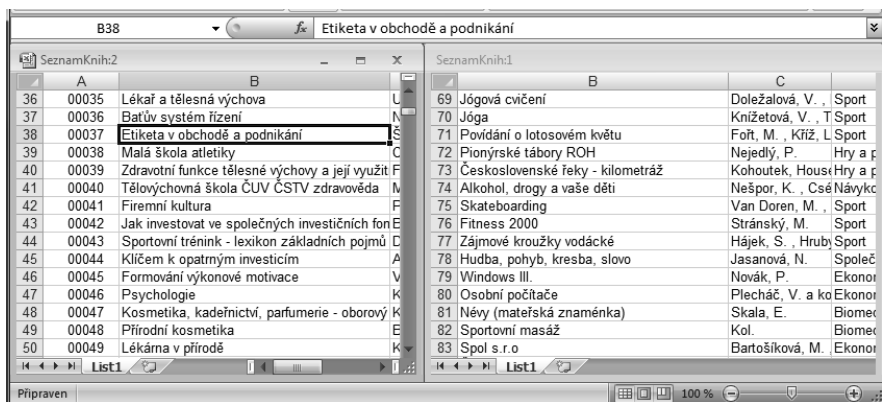 B38 fx Etiketa v obchodě a podnikání
SeznamKnih:2
A B
36 00035 Lékař a tělesná výchova
37 00036 Baťův systém řízení N
38 00037 Etiketa v obchodě a podnikání Š
39 00038 Malá škola atletiky
40 00039 Zdravotní funkce tělesné výchovy a její využit F
41 00040 Tělovýchovná škola ČUV ČSTV zdravověda M
42 00041 Firemní kultura F
43 00042 Jak investovat ve společných investičních fon E
44 00043 Sportovní trénink - lexikon základních pojmů D
45 00044 Klíčem k opatrným investicím A
46 00045 Formování výkonové motivace V
47 00046 Psychologie K
48 00047 Kosmetika, kadeřnictví, parfumerie - oborový K
49 00048 Přírodní kosmetika E
50 00049 Lékárna v přírodě K
List1
SeznamKnih:1
B C
69 Jógová cvičení Doležalová, V. , Sport
70 Jóga Knížetová, V. , T Sport
71 Povídání o lotosovém květu Fořt, M. , Kříž, L Sport
72 Pionýrské tábory ROH Nejedlý, P. Hry a p
73 Československé řeky - kilometráž Kohoutek, House Hry a p
74 Alkohol, drogy a vaše děti Nešpor, K. , Csé Návyko
75 Skateboarding Van Doren, M. , Sport
76 Fitness 2000 Stránský, M. Sport
77 Zájmové kroužky vodácké Hájek, S. , Hruby Sport
78 Hudba, pohyb, kresba, slovo Jasanová, N. Společ
79 Windows III. Novák, P. Ekonor
80 Osobní počítače Plecháč, V. a ko Ekonor
81 Névy (mateřská znaménka) Skala, E. Biomed
82 Sportovní masáž Kol. Biomed
83 Spol s.r.o Bartošíková, M. Ekonor
List1
Připraven 100 %